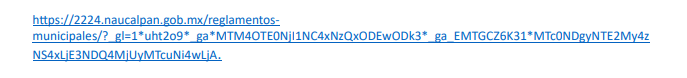 https://2224.naucalpan.gob.mx/reglamentos-
municipales/?_gl=1*uht2o9*_ga*MTM4OTE0NjI1NC4xNzQxODEwODk3*_ga_EMTGCZ6K31*MTc0NDgyNTE2My4z
NS4xLjE3NDQ4MjUyMTcuNi4wLjA.